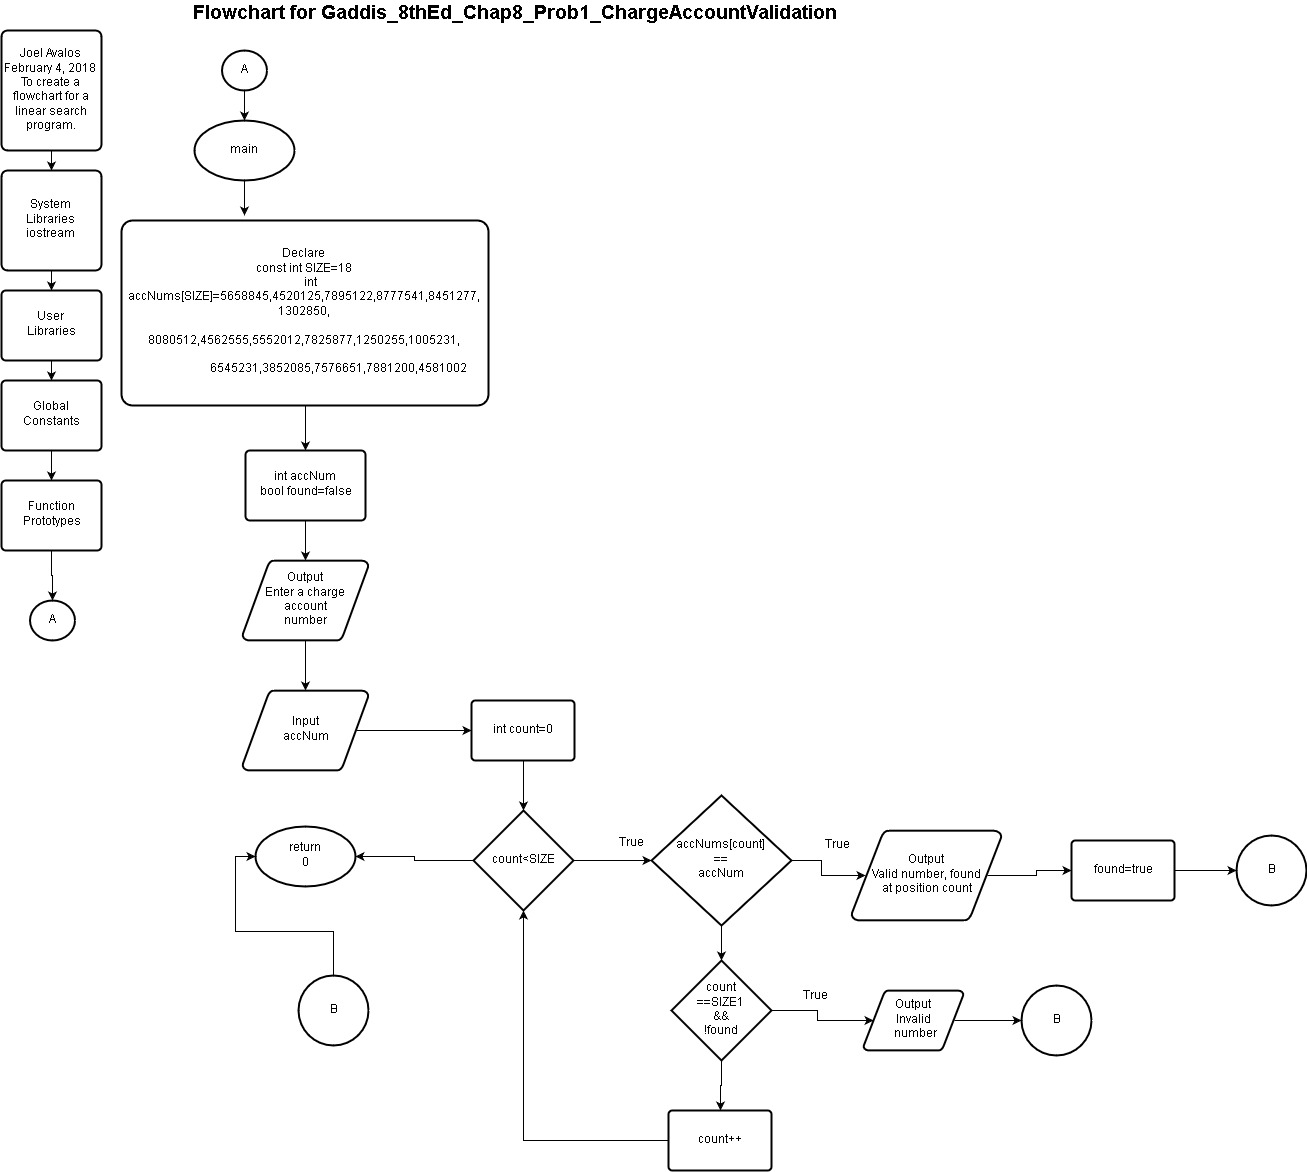 Flowchart for Gaddis_8thEd_Chap8_Prob1_ChargeAccountValidation
Joel Avalos
February 4, 2018
To create a
flowchart for a
linear search
program.
System
Libraries
iostream
User
Libraries
Global
Constants
Function
Prototypes
A
A
main
Declare
const int SIZE=18
int
accNums[SIZE]=5658845,4520125,7895122,8777541,8451277,
1302850,
8080512,4562555,5552012,7825877,1250255,1005231,
6545231,3852085,7576651,7881200,4581002
int accNum
bool found=false
Output
Enter a charge
account
number
Input
accNum
int count=0
count<SIZE
True
accNums[count]
==
accNum
True
Output
Valid number, found
at position count
found=true
B
return
0
B
count
==SIZE1
&&
!found
True
Output
Invalid
number
B
count++